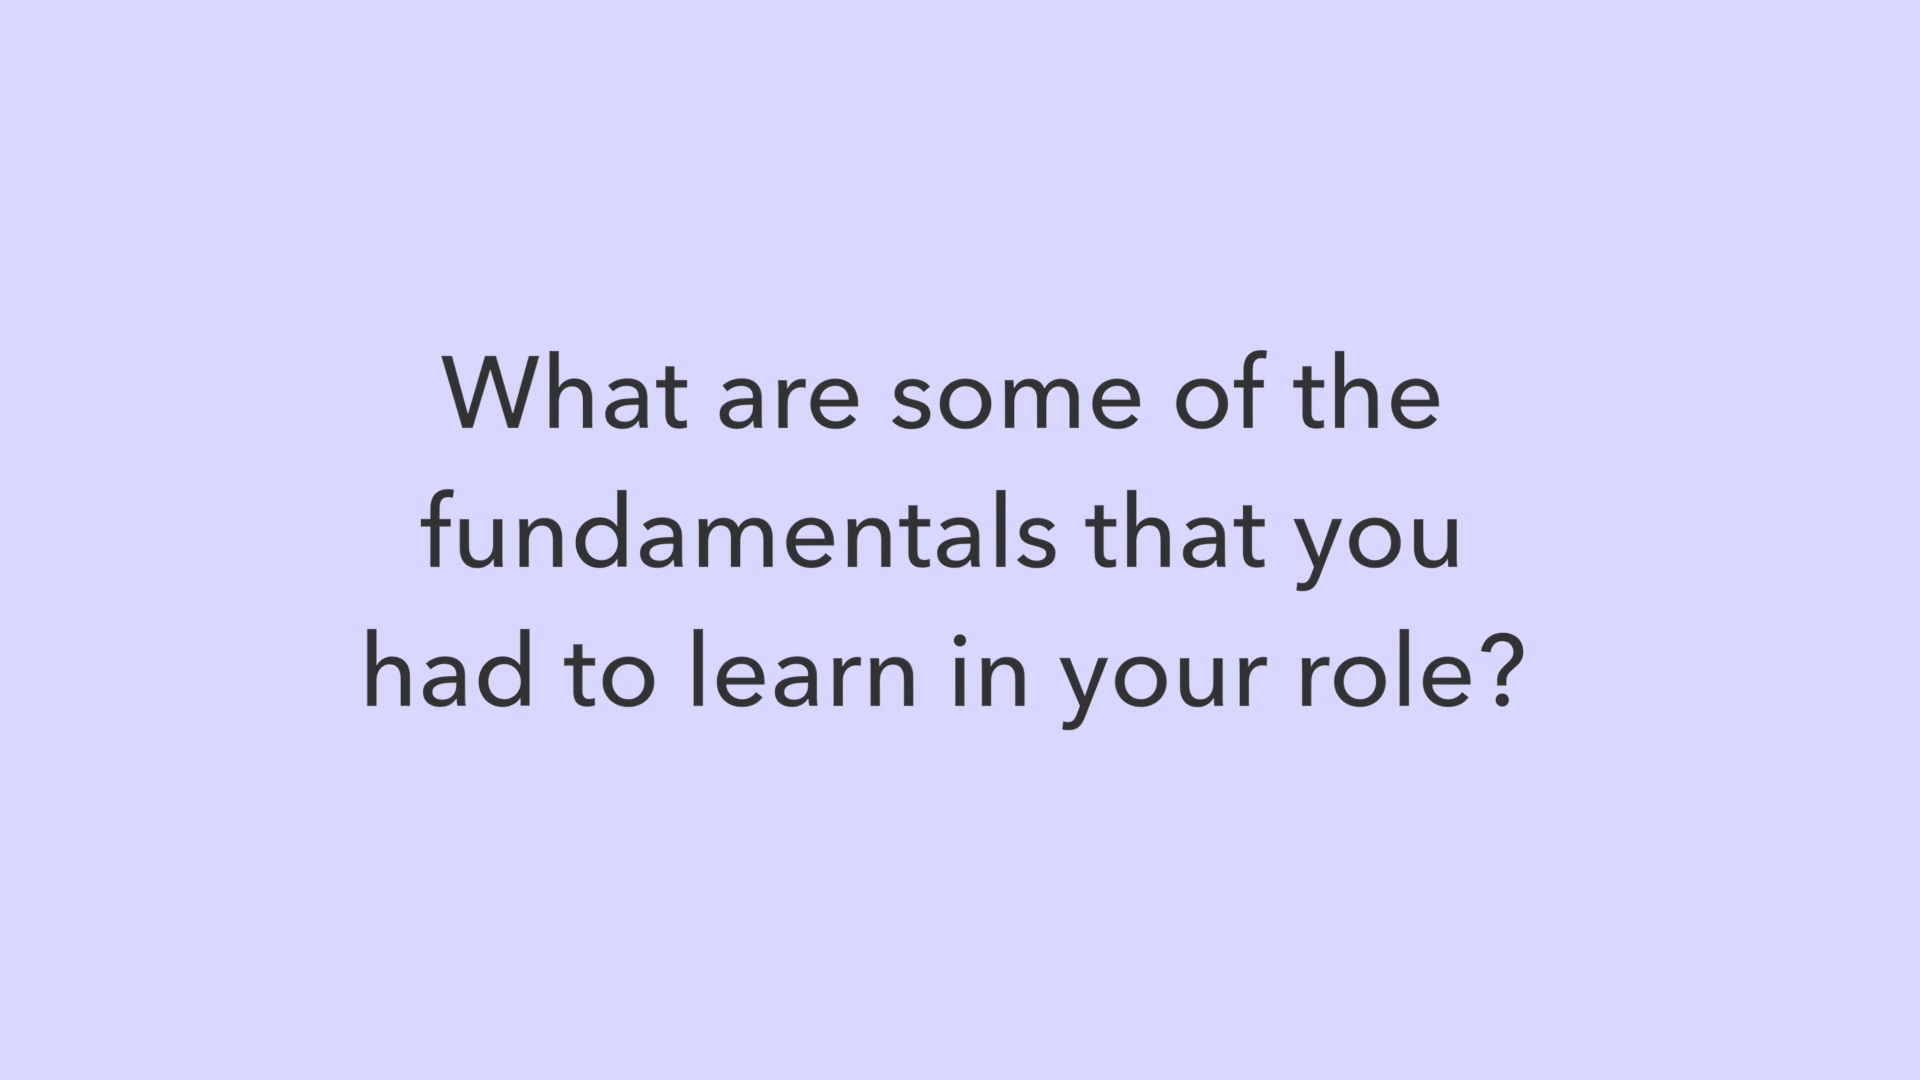 What are some of the
fundamentals that you
had to learn in your role?